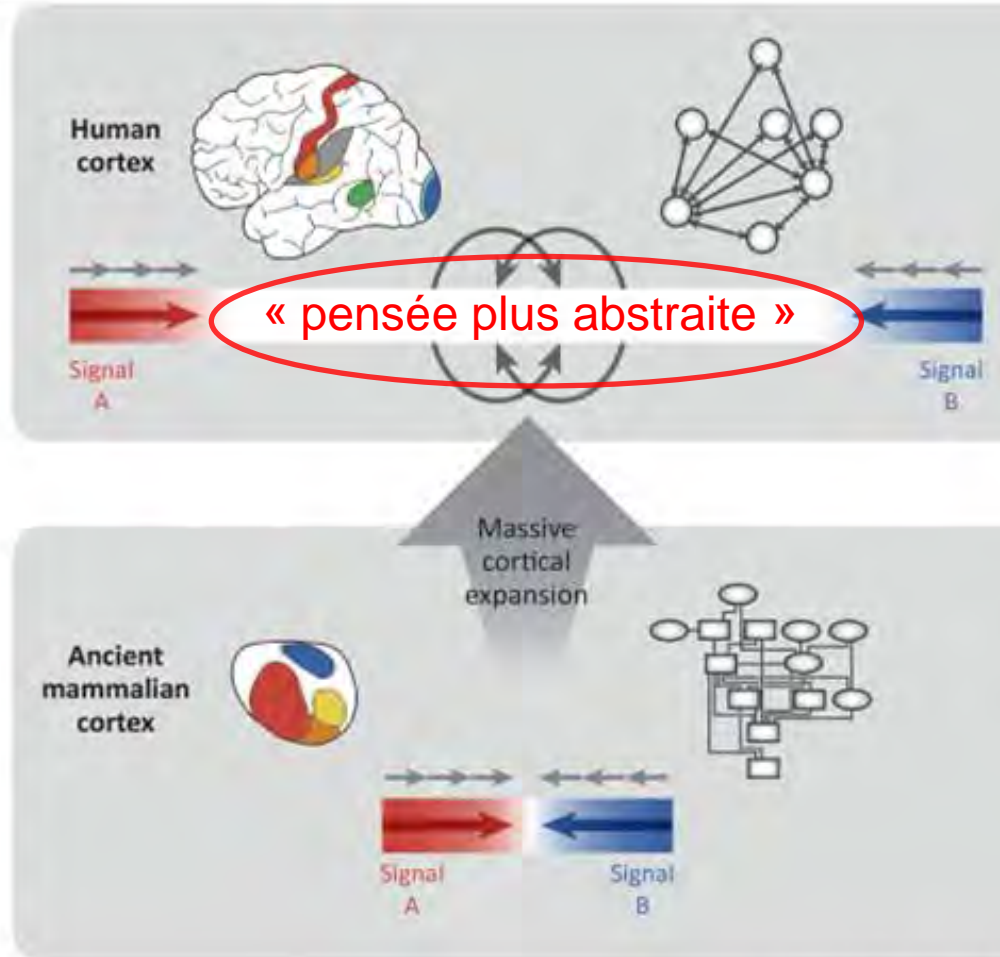 Human
cortex
« pensée plus abstraite »
Signal
A
Signal
B
Massive
cortical
expansion
Ancient
mammalian
cortex
Signal
A
Signal
B